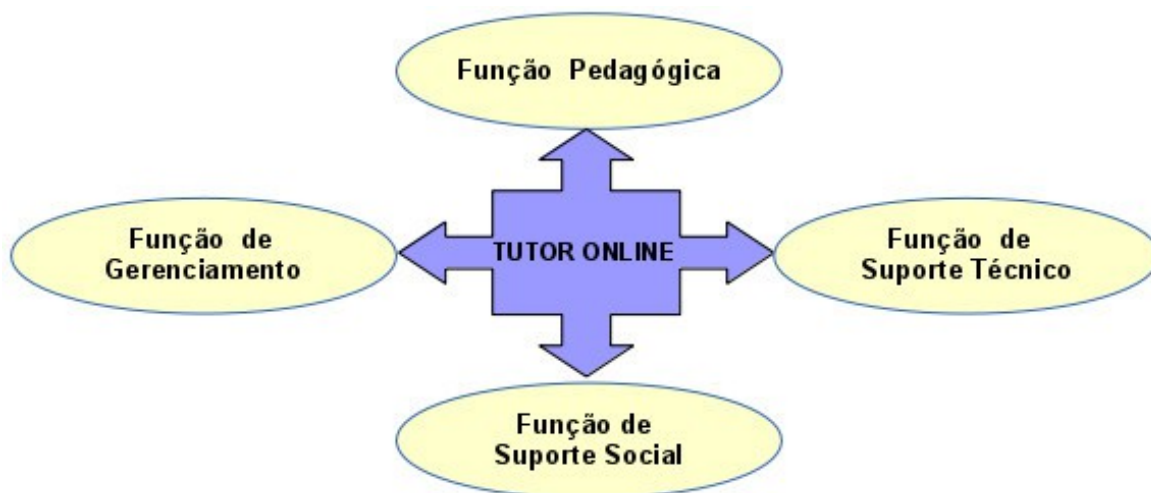 Função Pedagógica
Função de
Gerenciamento
TUTOR ONLINE
Função de
Suporte Técnico
Função de
Suporte Social